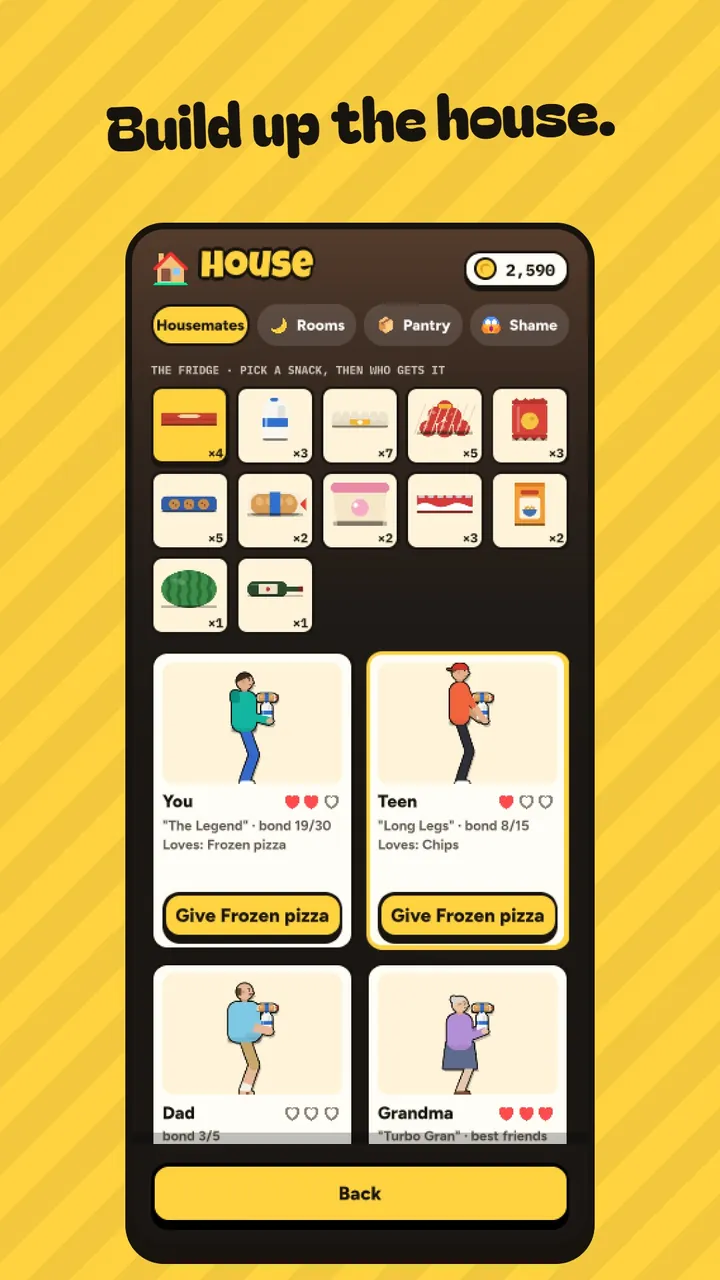 Build up the house.
House
2,590
Housemates
Rooms
Pantry
Shame
THE FRIDGE · PICK A SNACK, THEN WHO GETS IT
×4
×3
×7
×5
×3
×5
×2
×2
×3
×2
×1
×1
You
"The Legend" · bond 19/30
Loves: Frozen pizza
Give Frozen pizza
Teen
"Long Legs" · bond 8/15
Loves: Chips
Give Frozen pizza
Dad
bond 3/5
Grandma
"Turbo Gran" · best friends
Back